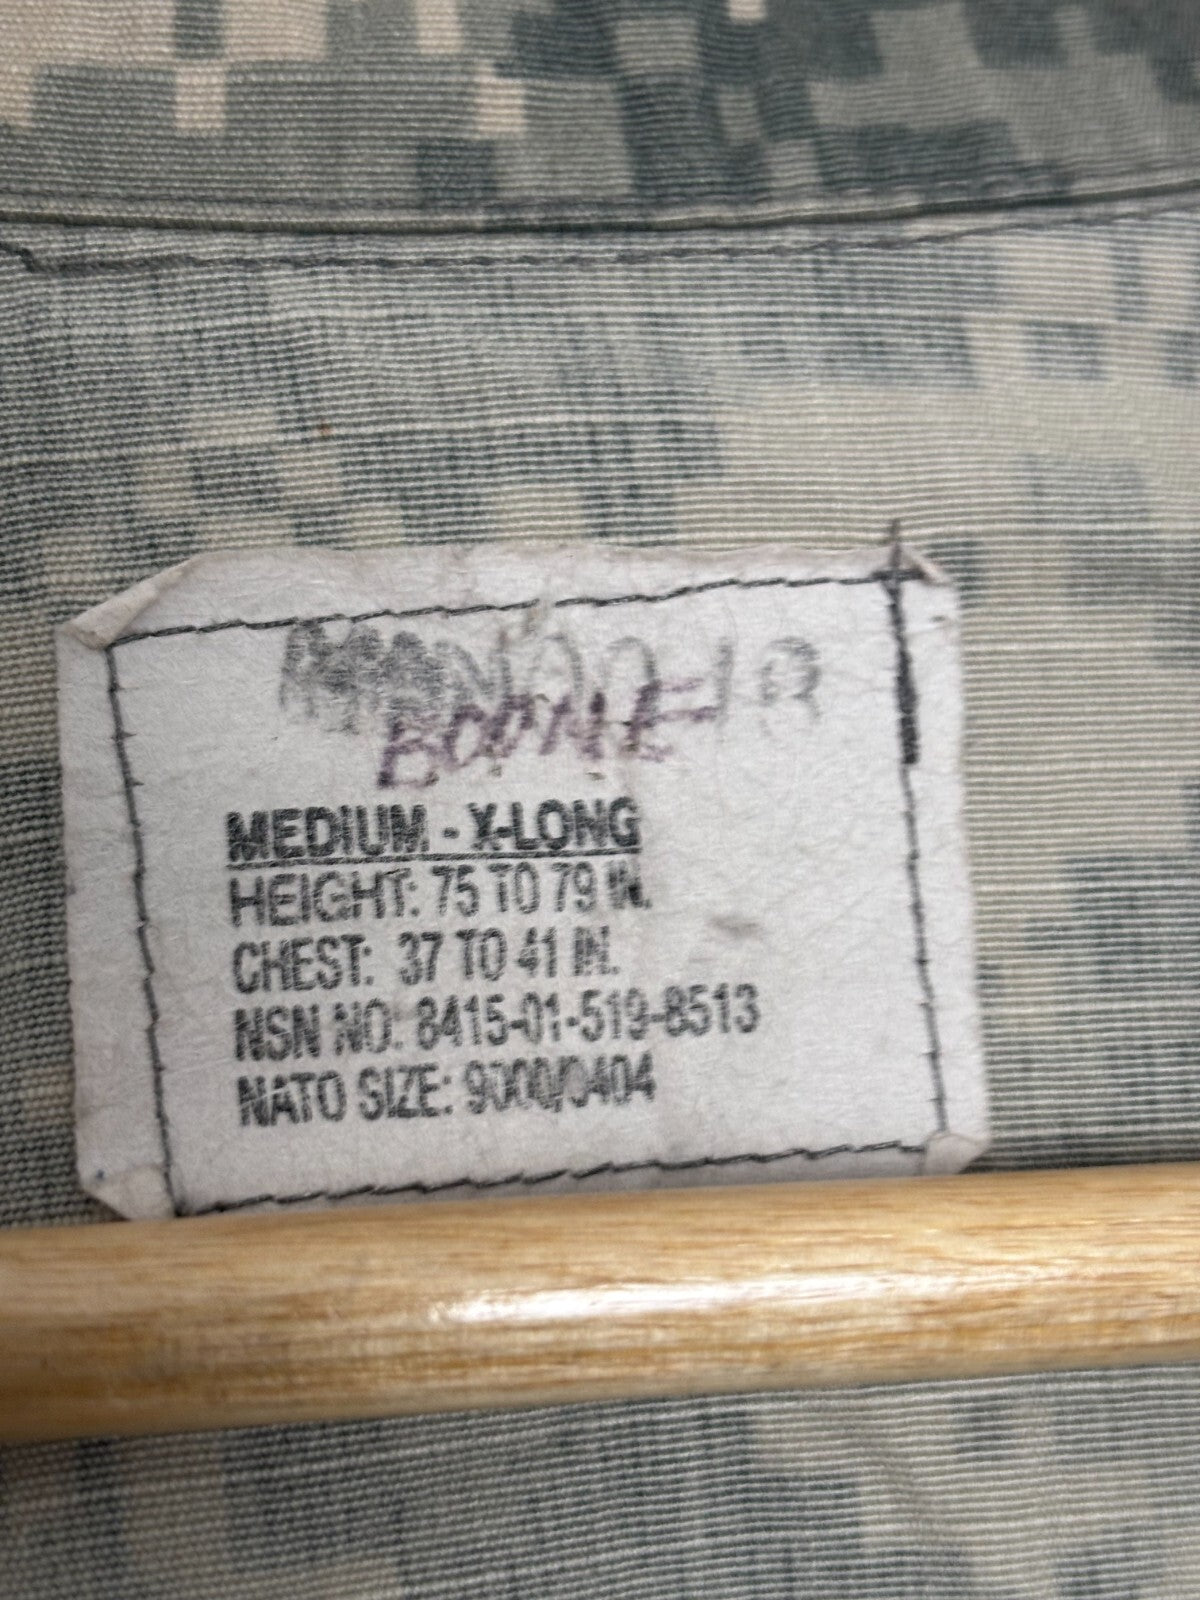 BOONE
MEDIUM - X-LONG
HEIGHT: 75 TO 79 IN.
CHEST: 37 TO 41 IN.
NSN NO: 8415-01-519-8513
NATO SIZE: 9000/0404